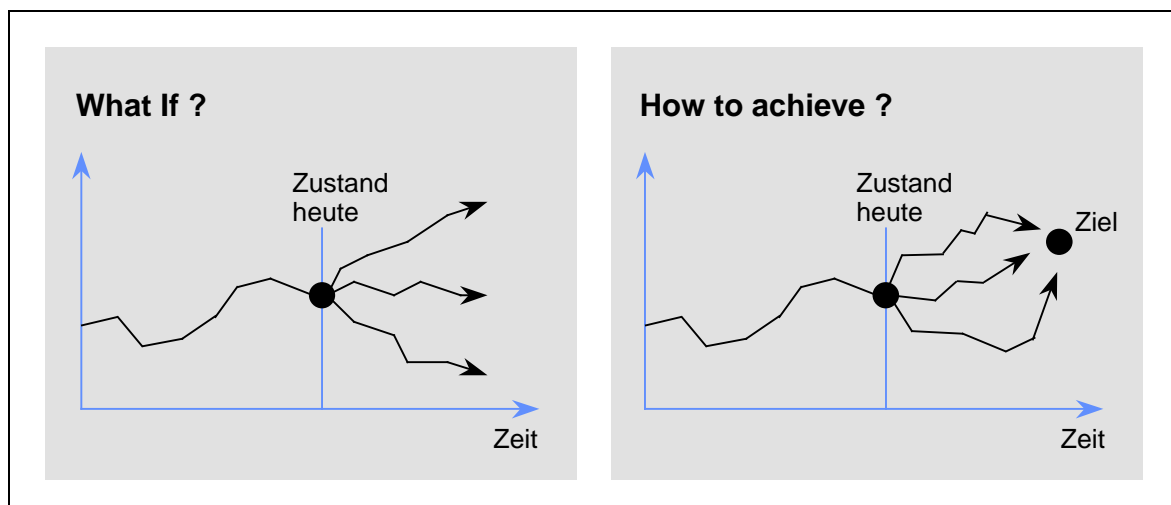 What If ?
Zustand
heute
Zeit
How to achieve ?
Zustand
heute
Ziel
Zeit